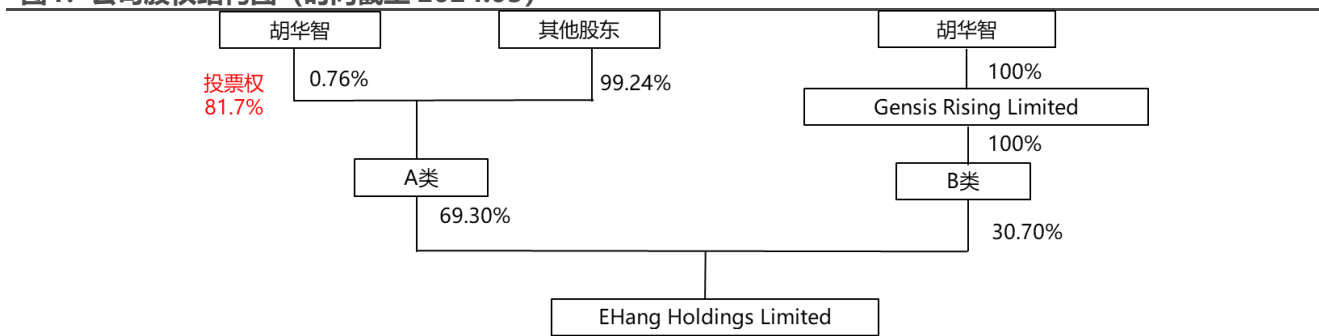 胡华智
其他股东
胡华智
投票权
81.7%
0.76%
99.24%
100%
Gensis Rising Limited
100%
A类
B类
69.30%
30.70%
EHang Holdings Limited